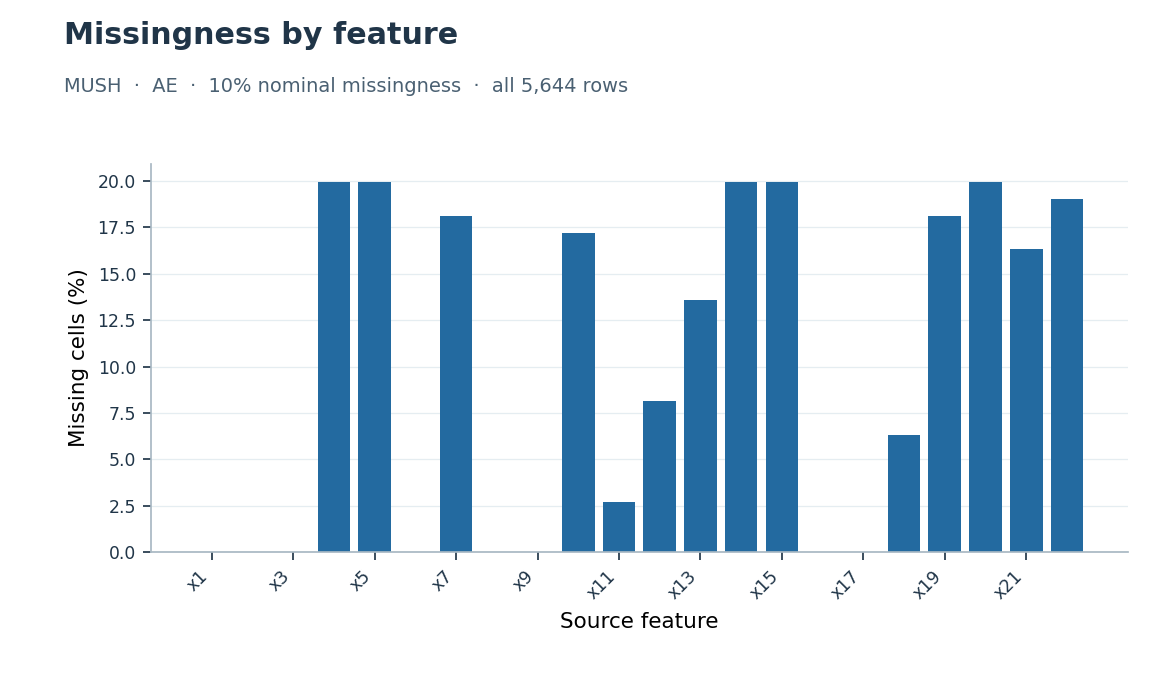 Missingness by feature
MUSH · AE · 10% nominal missingness · all 5,644 rows
20.0
17.5
15.0
12.5
10.0
7.5
5.0
2.5
0.0
Missing cells (%)
x1 x3 x5 x7 x9 x11 x13 x15 x17 x19 x21
Source feature